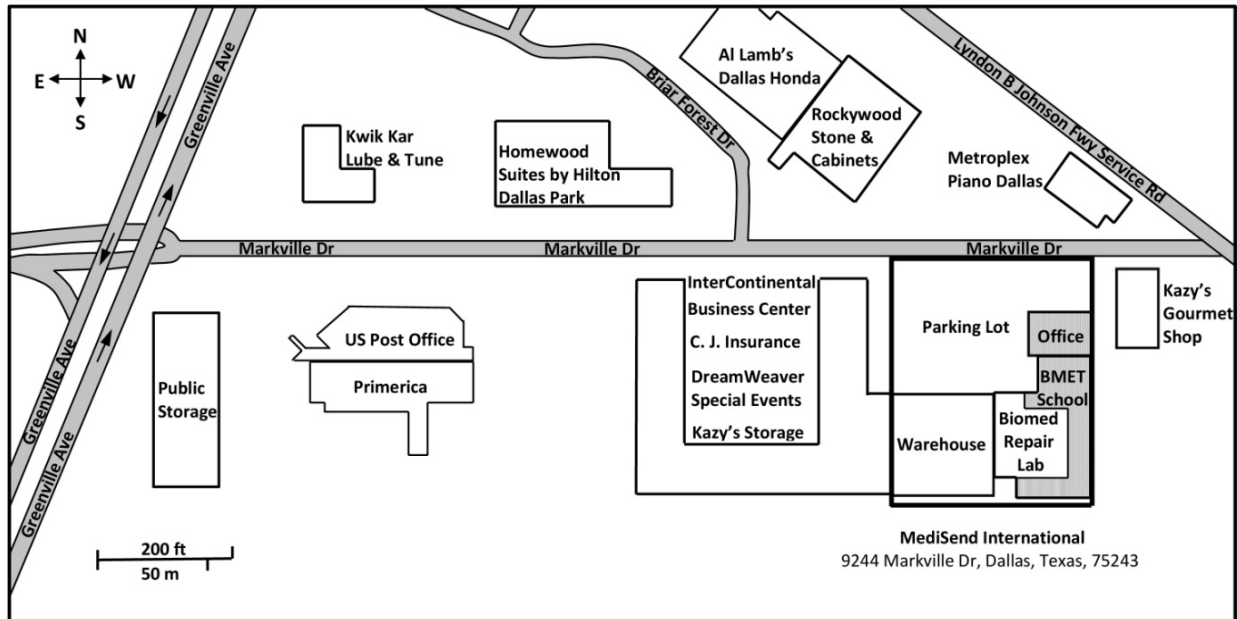 N
E W
S
Greenville Ave
Greenville Ave
Kwik Kar
Lube & Tune
Homewood
Suites by Hilton
Dallas Park
Briar Forest Dr
Al Lamb's
Dallas Honda
Rockywood
Stone &
Cabinets
Lyndon B Johnson Fwy Service Rd
Metroplex
Piano Dallas
Markville Dr
Markville Dr
Markville Dr
Greenville Ave
Greenville Ave
Public
Storage
US Post Office
Primerica
InterContinental
Business Center
C. J. Insurance
DreamWeaver
Special Events
Kazy's Storage
Parking Lot
Office
BMET
School
Biomed
Repair
Lab
Warehouse
Kazy's
Gourmet
Shop
200 ft
50 m
MediSend International
9244 Markville Dr, Dallas, Texas, 75243